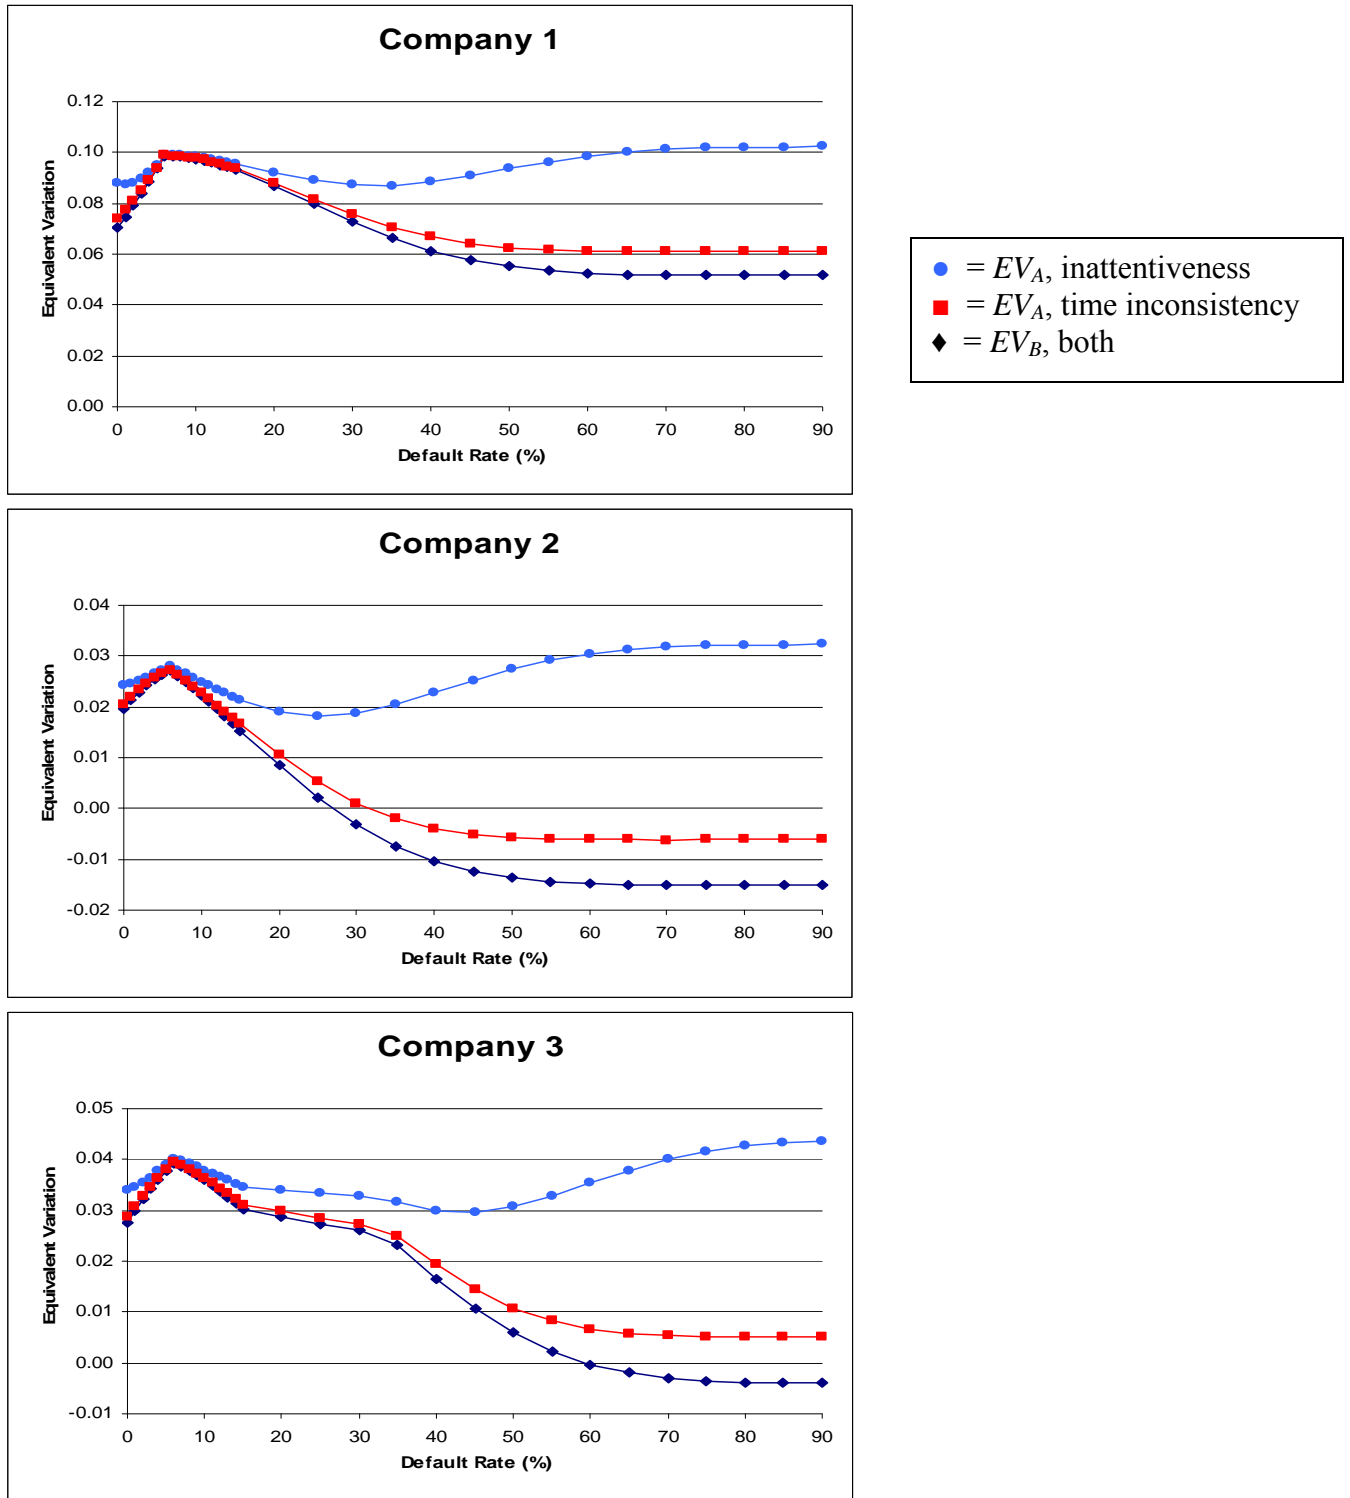 Company 1
0.12
0.10
0.08
0.06
0.04
0.02
0.00
Equivalent Variation
0 10 20 30 40 50 60 70 80 90
Default Rate (%)
= EV_A, inattentiveness
= EV_A, time inconsistency
= EV_B, both
Company 2
0.04
0.03
0.02
0.01
0.00
-0.01
-0.02
Equivalent Variation
0 10 20 30 40 50 60 70 80 90
Default Rate (%)
Company 3
0.05
0.04
0.03
0.02
0.01
0.00
-0.01
Equivalent Variation
0 10 20 30 40 50 60 70 80 90
Default Rate (%)